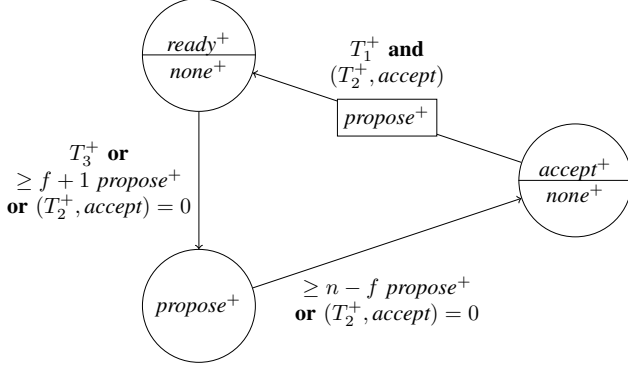 ready⁺
none⁺
T₁⁺ and
(T₂⁺, accept)
propose⁺
accept⁺
none⁺
T₃⁺ or
≥ f + 1 propose⁺
or (T₂⁺, accept) = 0
propose⁺
≥ n − f propose⁺
or (T₂⁺, accept) = 0